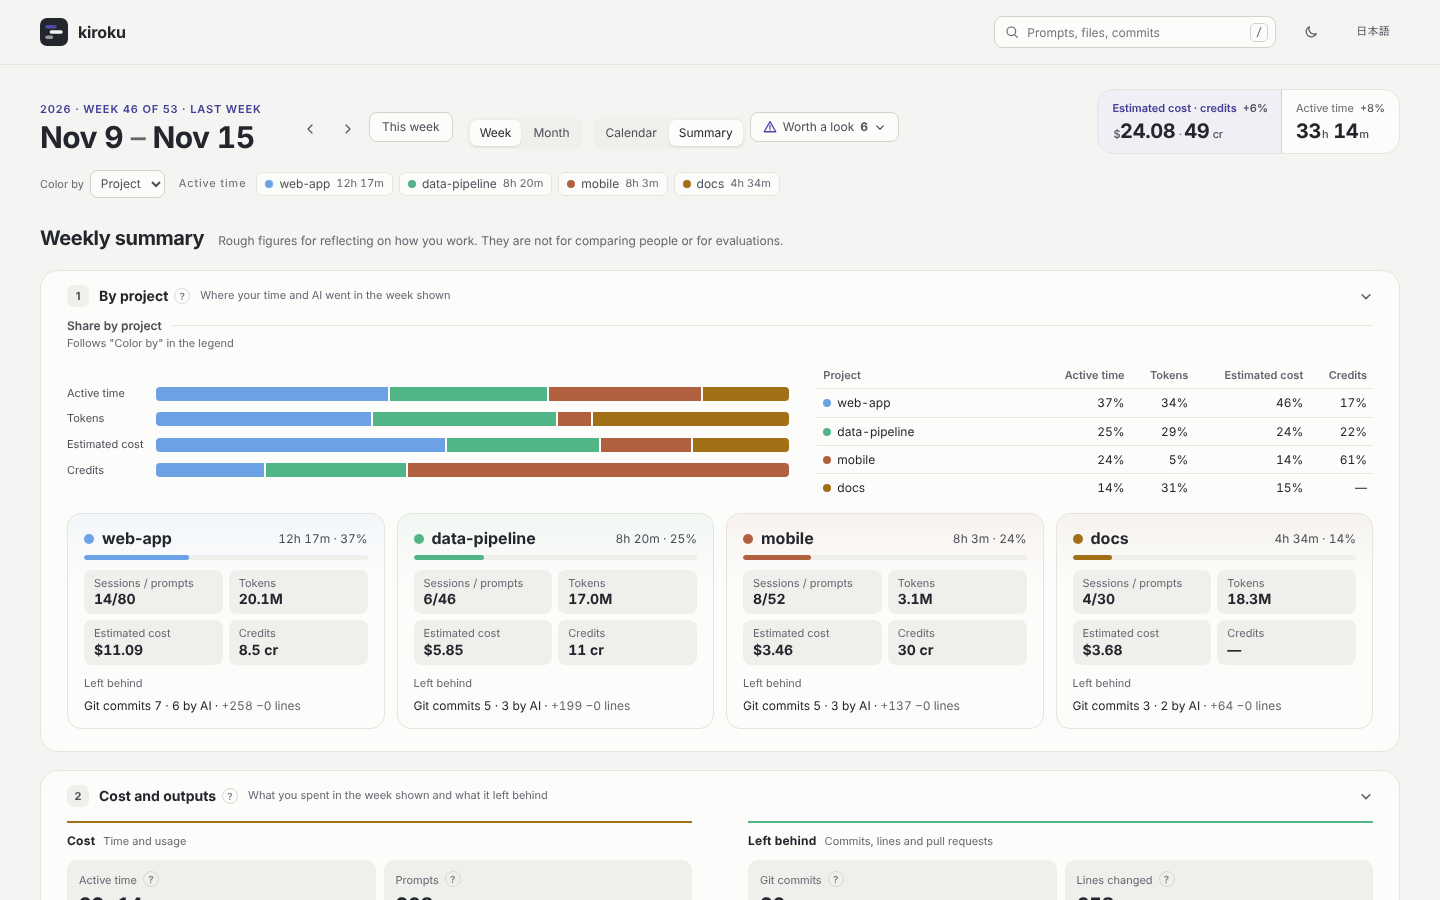 kiroku
Prompts, files, commits /
日本語
2026 · WEEK 46 OF 53 · LAST WEEK
Nov 9 – Nov 15
This week
Week Month
Calendar Summary
Worth a look 6
Estimated cost · credits +6%
$24.08 · 49 cr
Active time +8%
33h 14m
Color by Project Active time web-app 12h 17m data-pipeline 8h 20m mobile 8h 3m docs 4h 34m
Weekly summary Rough figures for reflecting on how you work. They are not for comparing people or for evaluations.
1 By project ? Where your time and AI went in the week shown
Share by project
Follows "Color by" in the legend
Active time
Tokens
Estimated cost
Credits
Project Active time Tokens Estimated cost Credits
web-app 37% 34% 46% 17%
data-pipeline 25% 29% 24% 22%
mobile 24% 5% 14% 61%
docs 14% 31% 15% —
web-app 12h 17m · 37%
Sessions / prompts Tokens
14/80 20.1M
Estimated cost Credits
$11.09 8.5 cr
Left behind
Git commits 7 · 6 by AI · +258 −0 lines
data-pipeline 8h 20m · 25%
Sessions / prompts Tokens
6/46 17.0M
Estimated cost Credits
$5.85 11 cr
Left behind
Git commits 5 · 3 by AI · +199 −0 lines
mobile 8h 3m · 24%
Sessions / prompts Tokens
8/52 3.1M
Estimated cost Credits
$3.46 30 cr
Left behind
Git commits 5 · 3 by AI · +137 −0 lines
docs 4h 34m · 14%
Sessions / prompts Tokens
4/30 18.3M
Estimated cost Credits
$3.68 —
Left behind
Git commits 3 · 2 by AI · +64 −0 lines
2 Cost and outputs ? What you spent in the week shown and what it left behind
Cost Time and usage
Active time ? Prompts ?
Left behind Commits, lines and pull requests
Git commits ? Lines changed ?